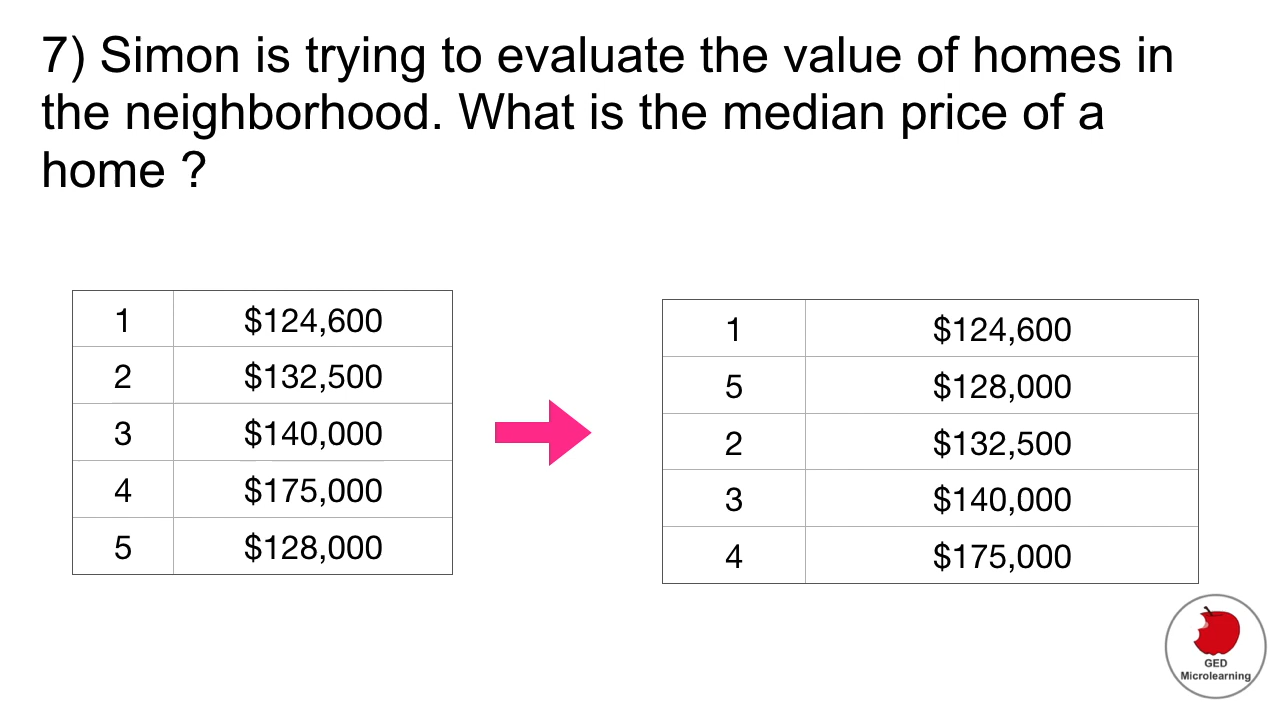 7) Simon is trying to evaluate the value of homes in
the neighborhood. What is the median price of a
home ?
1 $124,600
2 $132,500
3 $140,000
4 $175,000
5 $128,000
1 $124,600
5 $128,000
2 $132,500
3 $140,000
4 $175,000
GED
Microlearning